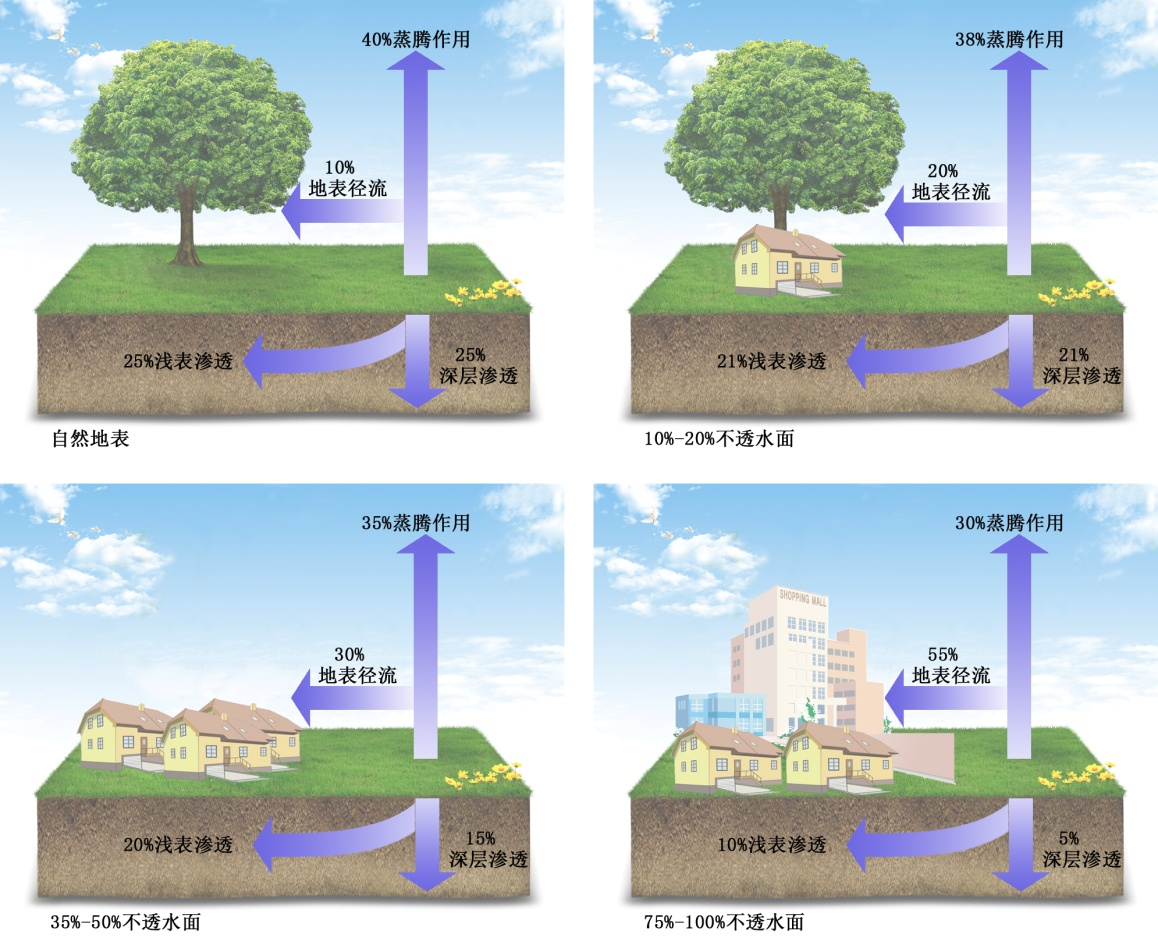 40%蒸腾作用
10%
地表径流
25%浅表渗透
25%
深层渗透
自然地表
38%蒸腾作用
20%
地表径流
21%浅表渗透
21%
深层渗透
10%-20%不透水面
35%蒸腾作用
30%
地表径流
20%浅表渗透
15%
深层渗透
35%-50%不透水面
30%蒸腾作用
SHOPPING MALL
55%
地表径流
10%浅表渗透
5%
深层渗透
75%-100%不透水面